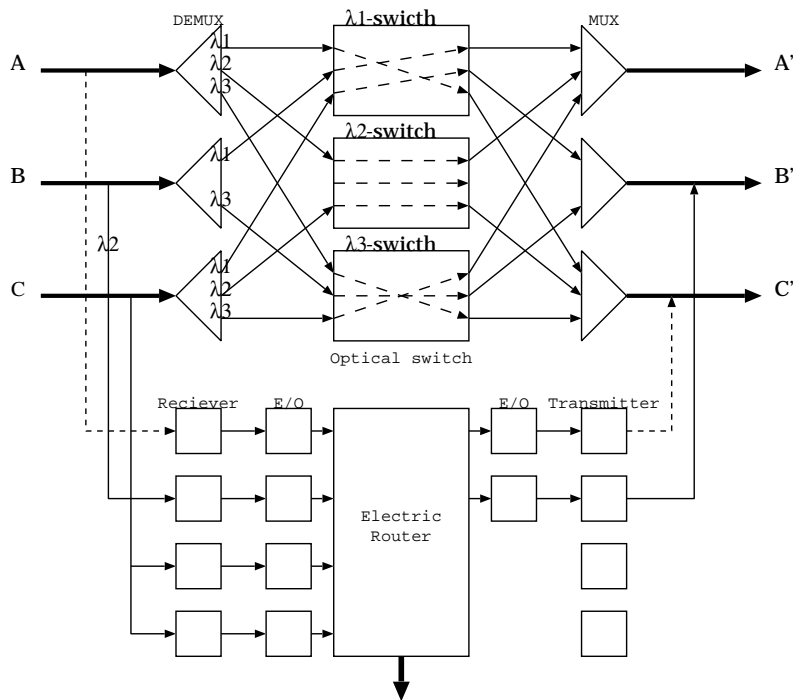 DEMUX
λ1-swicth
MUX
A
λ1
λ2
λ3
A'
λ2-switch
B
λ1
λ3
B'
λ2
λ3-swicth
C
λ1
λ2
λ3
C'
Optical switch
Reciever
E/O
E/O
Transmitter
Electric
Router